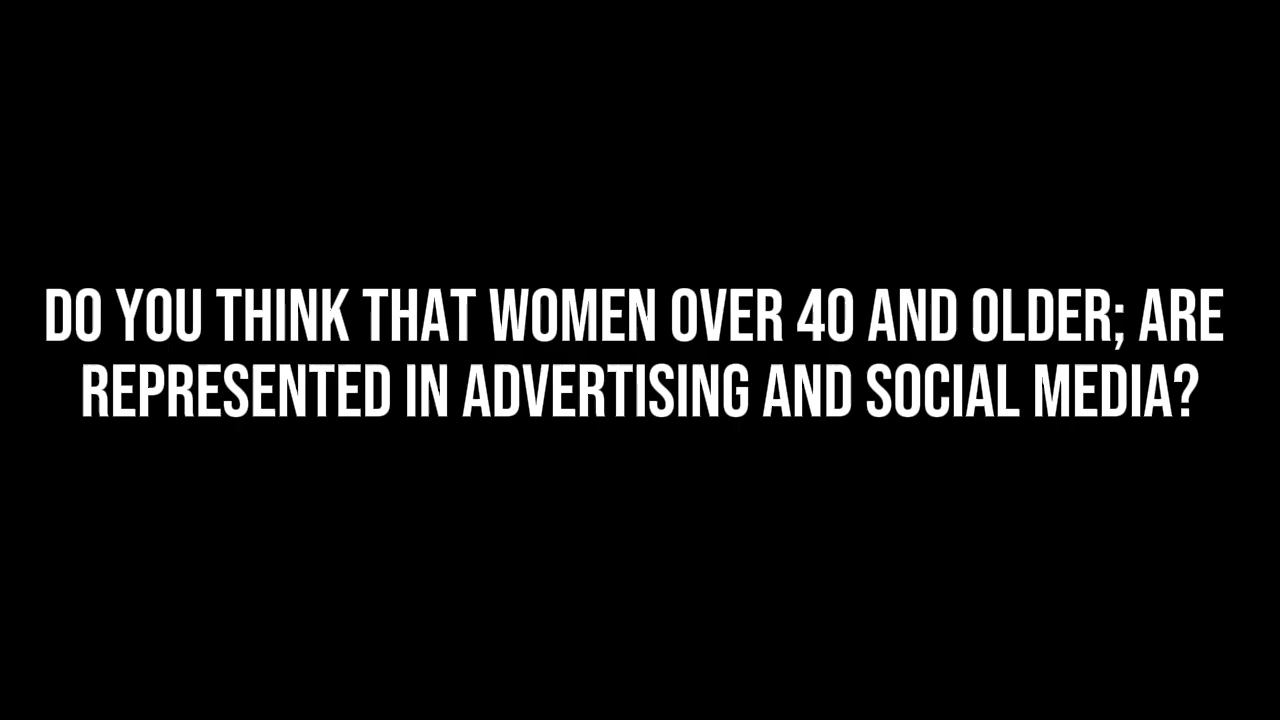 DO YOU THINK THAT WOMEN OVER 40 AND OLDER; ARE
REPRESENTED IN ADVERTISING AND SOCIAL MEDIA?